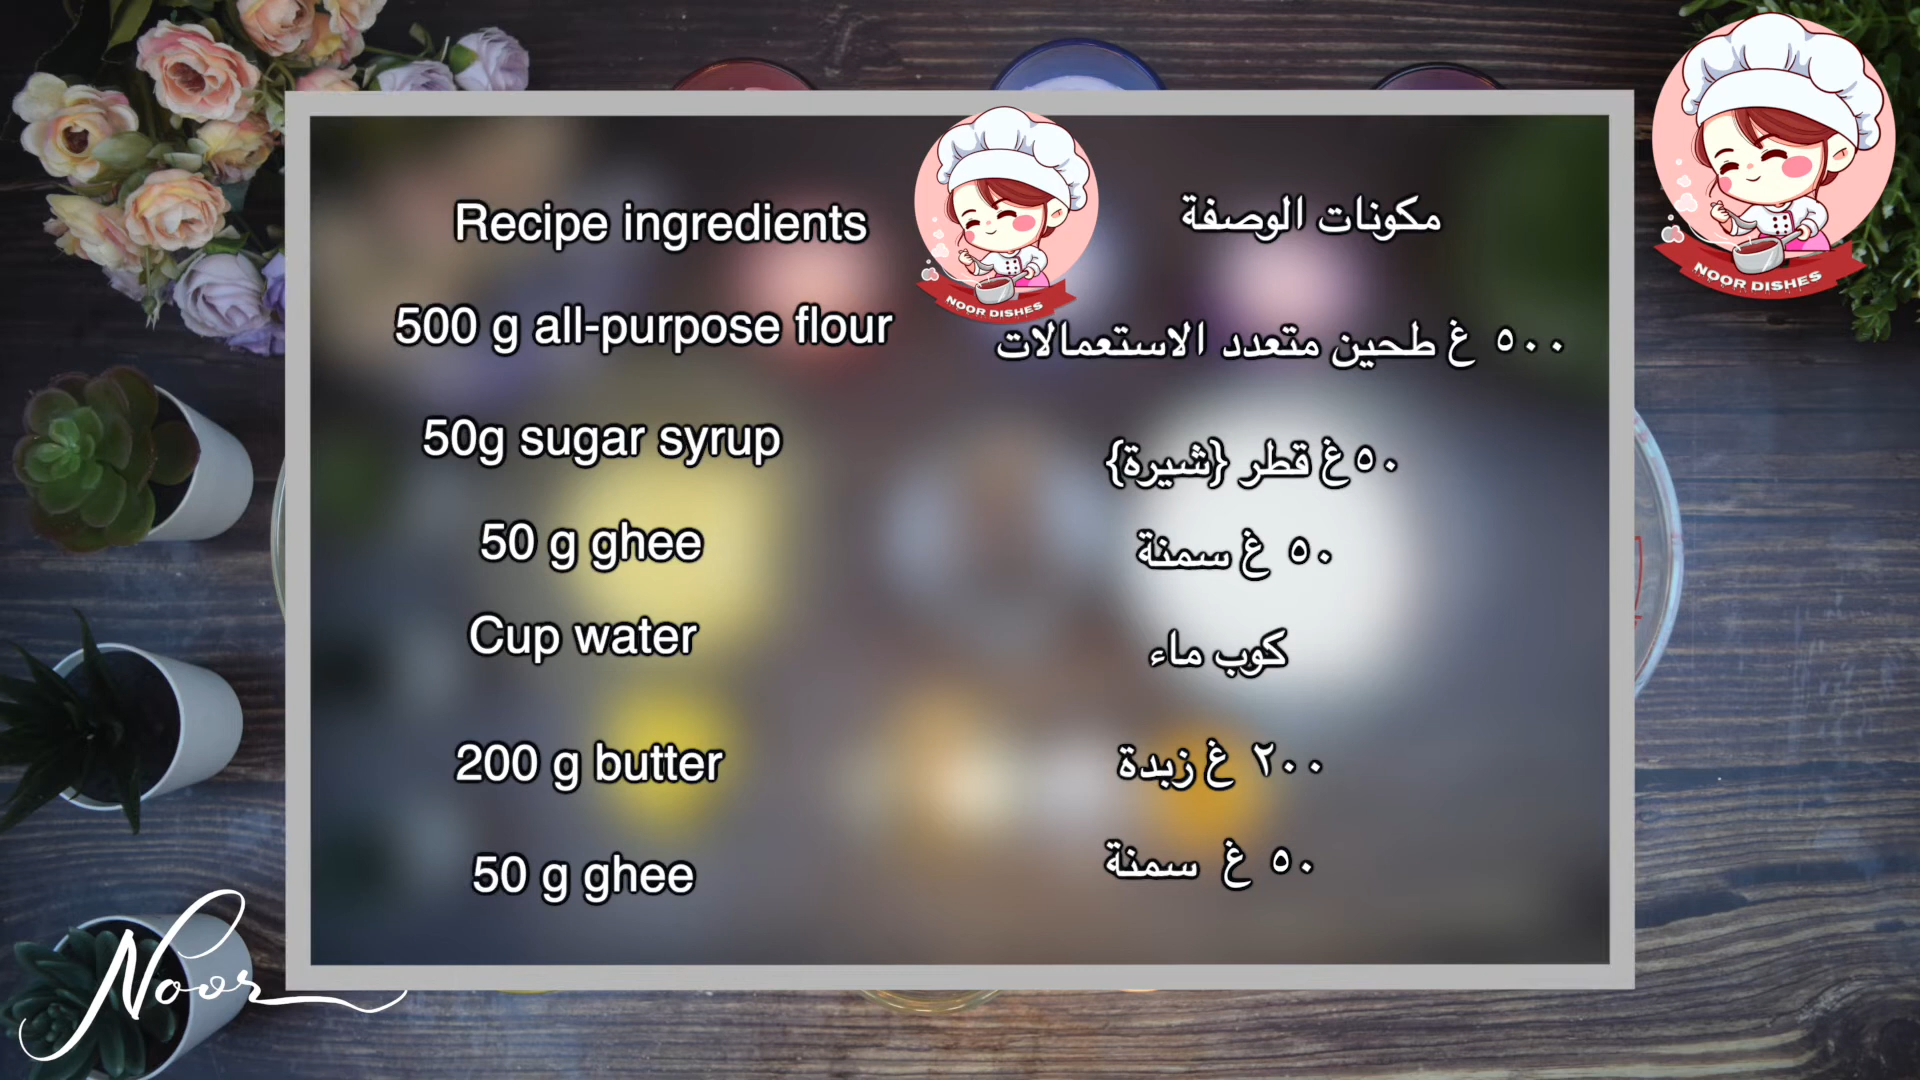 Recipe ingredients
500 g all-purpose flour
50g sugar syrup
50 g ghee
Cup water
200 g butter
50 g ghee
مكونات الوصفة
٥٠٠ غ طحين متعدد الاستعمالات
٥٠غ قطر {شيرة}
٥٠ غ سمنة
كوب ماء
٢٠٠ غ زبدة
٥٠ غ سمنة
NOOR DISHES
NOOR DISHES
Noor